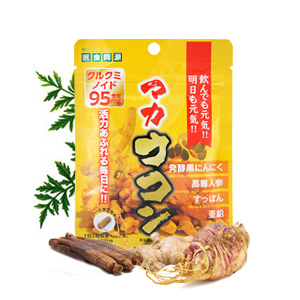 医食同源
クルクミノイド
95
マカ
ウコン
飲んでも元気!!
明日も元気!!
活力あふれる毎日に!!
発酵黒にんにく
高麗人参
すっぽん
亜鉛